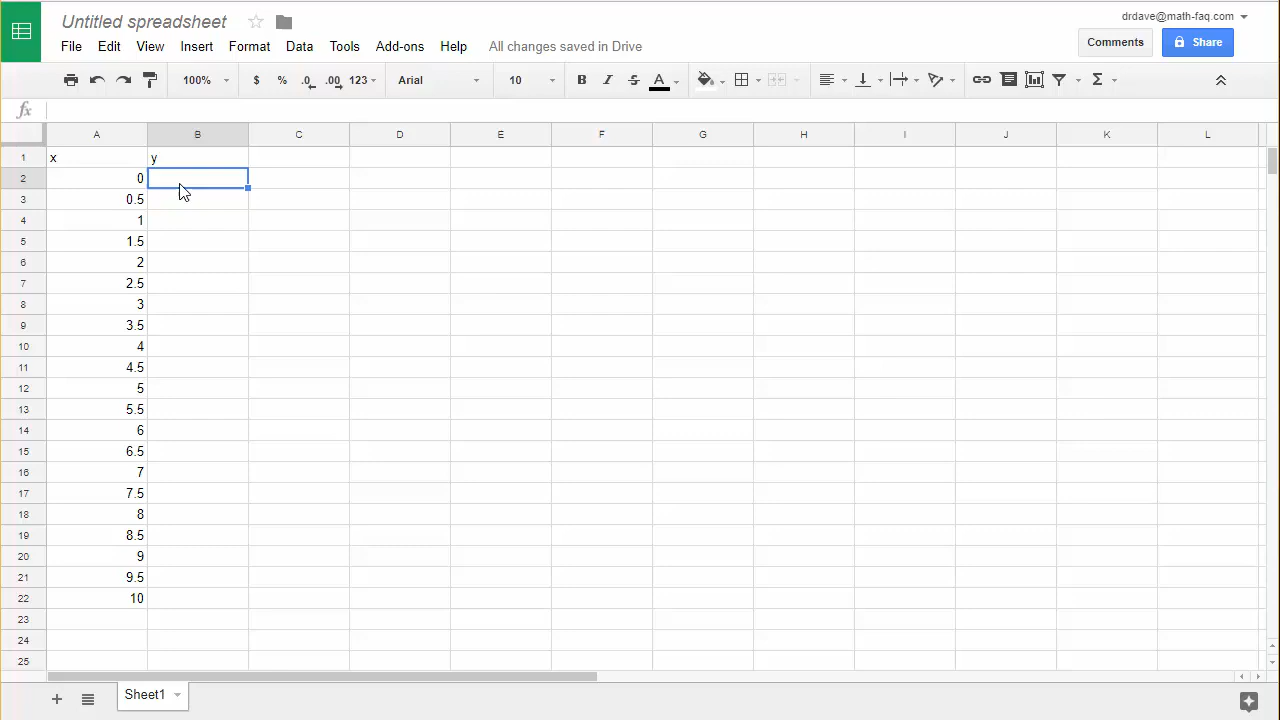 Untitled spreadsheet
drdave@math-faq.com
File Edit View Insert Format Data Tools Add-ons Help All changes saved in Drive
Comments Share
100% $ % .0 .00 123 Arial 10 B I S A Σ
fx
A B C D E F G H I J K L
1 x y
2 0
3 0.5
4 1
5 1.5
6 2
7 2.5
8 3
9 3.5
10 4
11 4.5
12 5
13 5.5
14 6
15 6.5
16 7
17 7.5
18 8
19 8.5
20 9
21 9.5
22 10
23
24
25
+ Sheet1